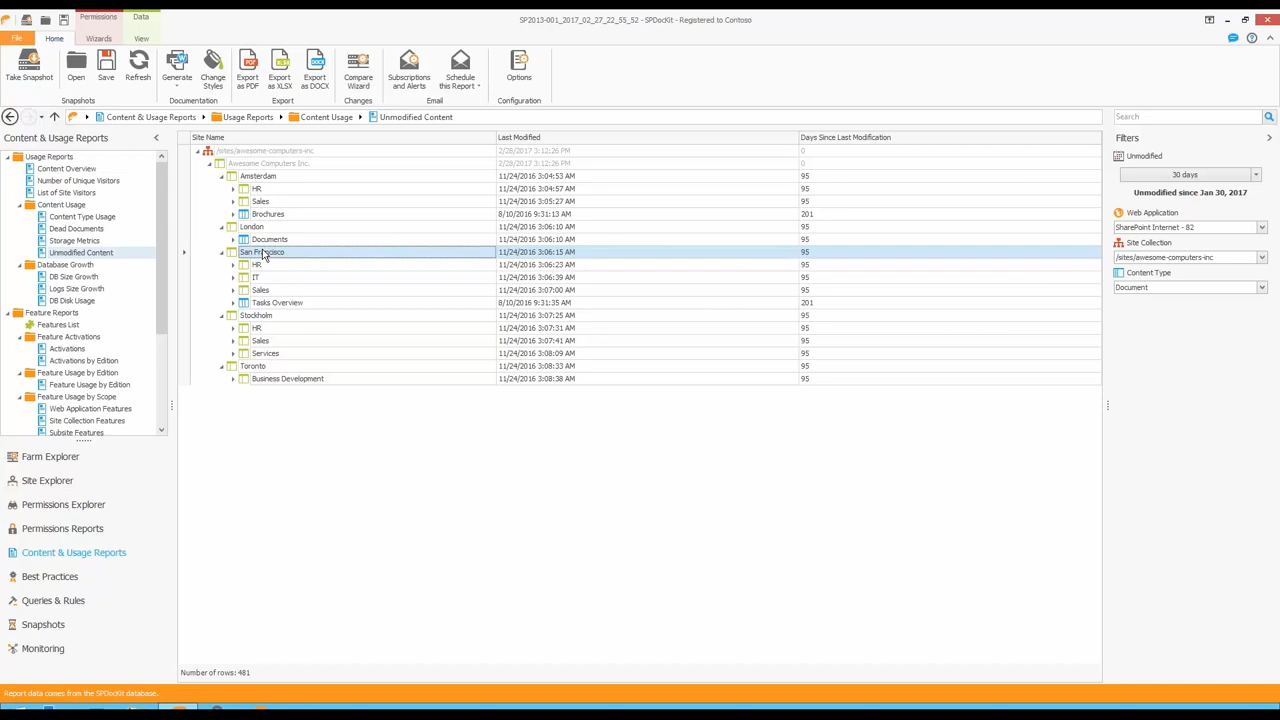 Permissions Data
SP2013-001_2017_02_27_22_55_52 - SPDocKit - Registered to Contoso
File Home Wizards View
Take Snapshot Open Save Refresh Generate Change Styles Export as PDF Export as XLSX Export as DOCX Compare Wizard Subscriptions and Alerts Schedule this Report Options
Snapshots Documentation Export Changes Email Configuration
Content & Usage Reports Usage Reports Content Usage Unmodified Content
Search
Content & Usage Reports
Usage Reports
Content Overview
Number of Unique Visitors
List of Site Visitors
Content Usage
Content Type Usage
Dead Documents
Storage Metrics
Unmodified Content
Database Growth
DB Size Growth
Logs Size Growth
DB Disk Usage
Feature Reports
Features List
Feature Activations
Activations
Activations by Edition
Feature Usage by Edition
Feature Usage by Edition
Feature Usage by Scope
Web Application Features
Site Collection Features
Subsite Features
Farm Explorer
Site Explorer
Permissions Explorer
Permissions Reports
Content & Usage Reports
Best Practices
Queries & Rules
Snapshots
Monitoring
Site Name Last Modified Days Since Last Modification
/sites/awesome-computers-inc 2/28/2017 3:12:26 PM 0
Awesome Computers Inc. 2/28/2017 3:12:26 PM 0
Amsterdam 11/24/2016 3:04:53 AM 95
HR 11/24/2016 3:04:57 AM 95
Sales 11/24/2016 3:05:27 AM 95
Brochures 8/10/2016 9:31:13 AM 201
London 11/24/2016 3:06:10 AM 95
Documents 11/24/2016 3:06:10 AM 95
San Francisco 11/24/2016 3:06:15 AM 95
HR 11/24/2016 3:06:23 AM 95
IT 11/24/2016 3:06:39 AM 95
Sales 11/24/2016 3:07:00 AM 95
Tasks Overview 8/10/2016 9:31:35 AM 201
Stockholm 11/24/2016 3:07:25 AM 95
HR 11/24/2016 3:07:31 AM 95
Sales 11/24/2016 3:07:41 AM 95
Services 11/24/2016 3:08:09 AM 95
Toronto 11/24/2016 3:08:33 AM 95
Business Development 11/24/2016 3:08:38 AM 95
Number of rows: 481
Filters
Unmodified
30 days
Unmodified since Jan 30, 2017
Web Application
SharePoint Internet - 82
Site Collection
/sites/awesome-computers-inc
Content Type
Document
Report data comes from the SPDocKit database.